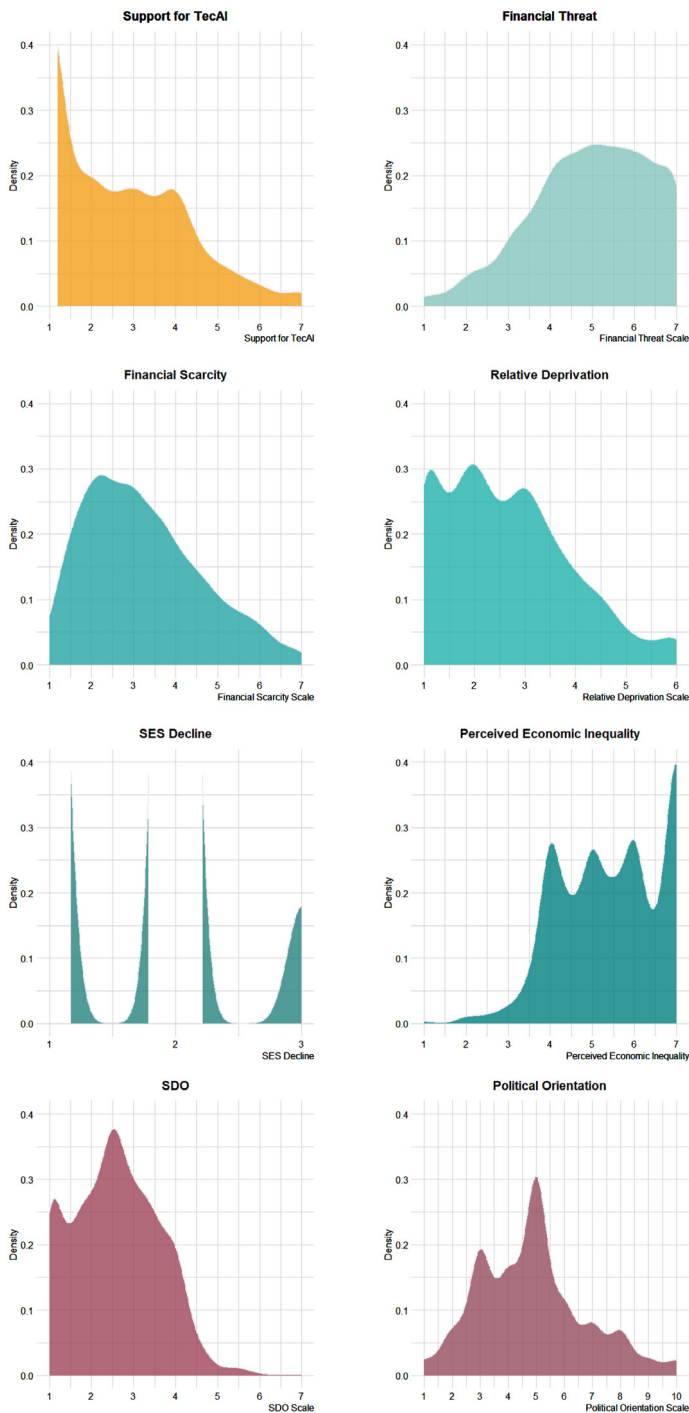 Support for TecAI
0.4
0.3
0.2
0.1
0.0
Density
1 2 3 4 5 6 7
Support for TecAI
Financial Threat
0.4
0.3
0.2
0.1
0.0
Density
1 2 3 4 5 6 7
Financial Threat Scale
Financial Scarcity
0.4
0.3
0.2
0.1
0.0
Density
1 2 3 4 5 6 7
Financial Scarcity Scale
Relative Deprivation
0.4
0.3
0.2
0.1
0.0
Density
1 2 3 4 5 6
Relative Deprivation Scale
SES Decline
0.4
0.3
0.2
0.1
0.0
Density
1 2 3
SES Decline
Perceived Economic Inequality
0.4
0.3
0.2
0.1
0.0
Density
1 2 3 4 5 6 7
Perceived Economic Inequality
SDO
0.4
0.3
0.2
0.1
0.0
Density
1 2 3 4 5 6 7
SDO Scale
Political Orientation
0.4
0.3
0.2
0.1
0.0
Density
1 2 3 4 5 6 7 8 9 10
Political Orientation Scale